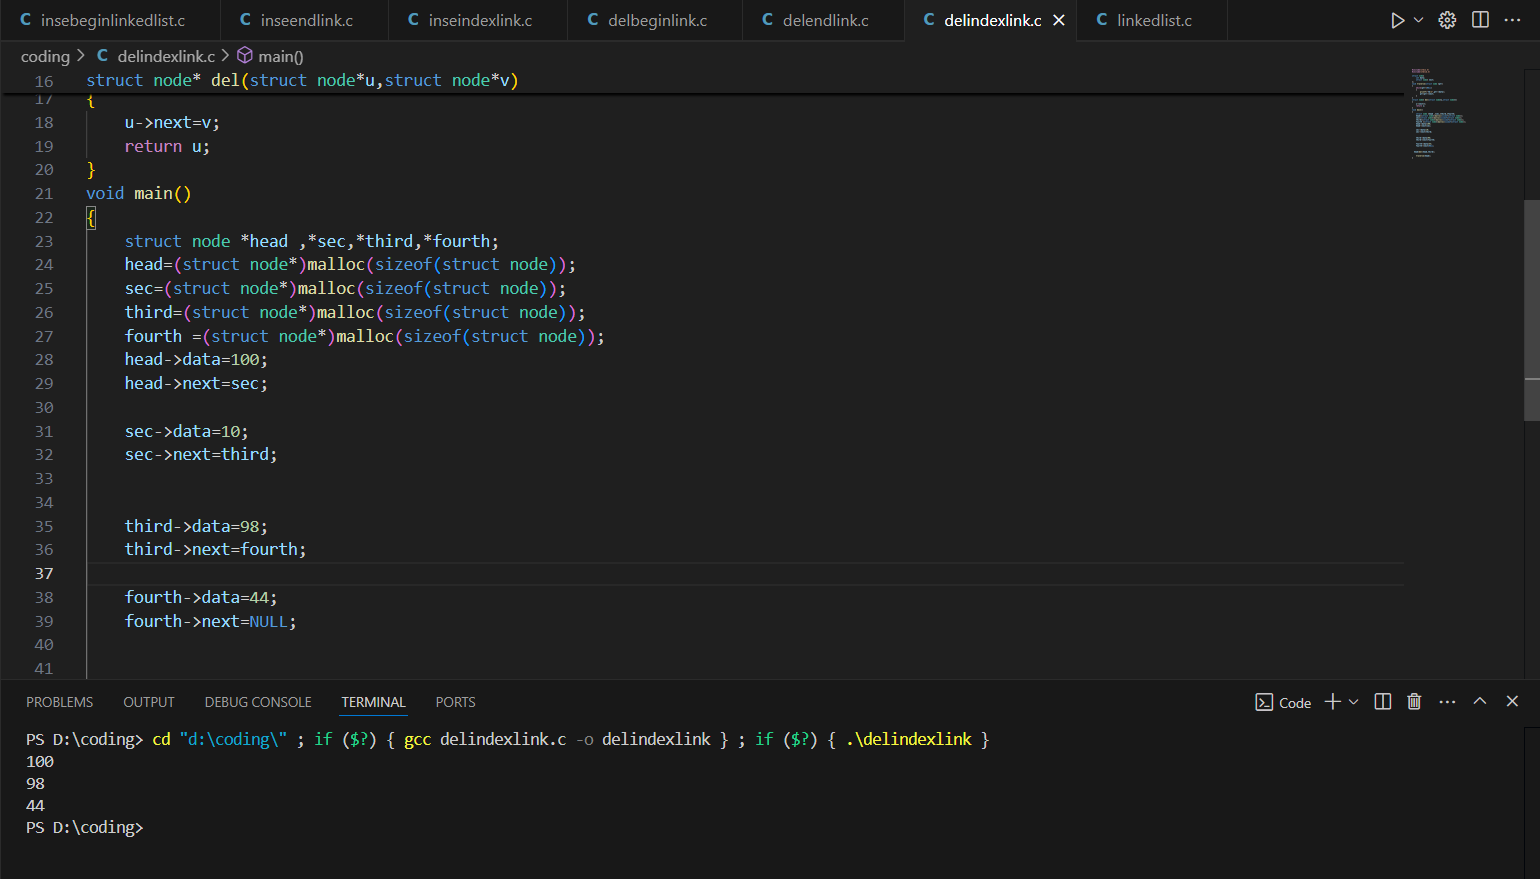 insebeginlinkedlist.c inseendlink.c inseindexlink.c delbeginlink.c delendlink.c delindexlink.c linkedlist.c
coding > delindexlink.c > main()
16 struct node* del(struct node*u,struct node*v)
17 {
18 u->next=v;
19 return u;
20 }
21 void main()
22 {
23 struct node *head ,*sec,*third,*fourth;
24 head=(struct node*)malloc(sizeof(struct node));
25 sec=(struct node*)malloc(sizeof(struct node));
26 third=(struct node*)malloc(sizeof(struct node));
27 fourth =(struct node*)malloc(sizeof(struct node));
28 head->data=100;
29 head->next=sec;
30
31 sec->data=10;
32 sec->next=third;
33
34
35 third->data=98;
36 third->next=fourth;
37
38 fourth->data=44;
39 fourth->next=NULL;
40
41
PROBLEMS OUTPUT DEBUG CONSOLE TERMINAL PORTS Code
PS D:\coding> cd "d:\coding\" ; if ($?) { gcc delindexlink.c -o delindexlink } ; if ($?) { .\delindexlink }
100
98
44
PS D:\coding>